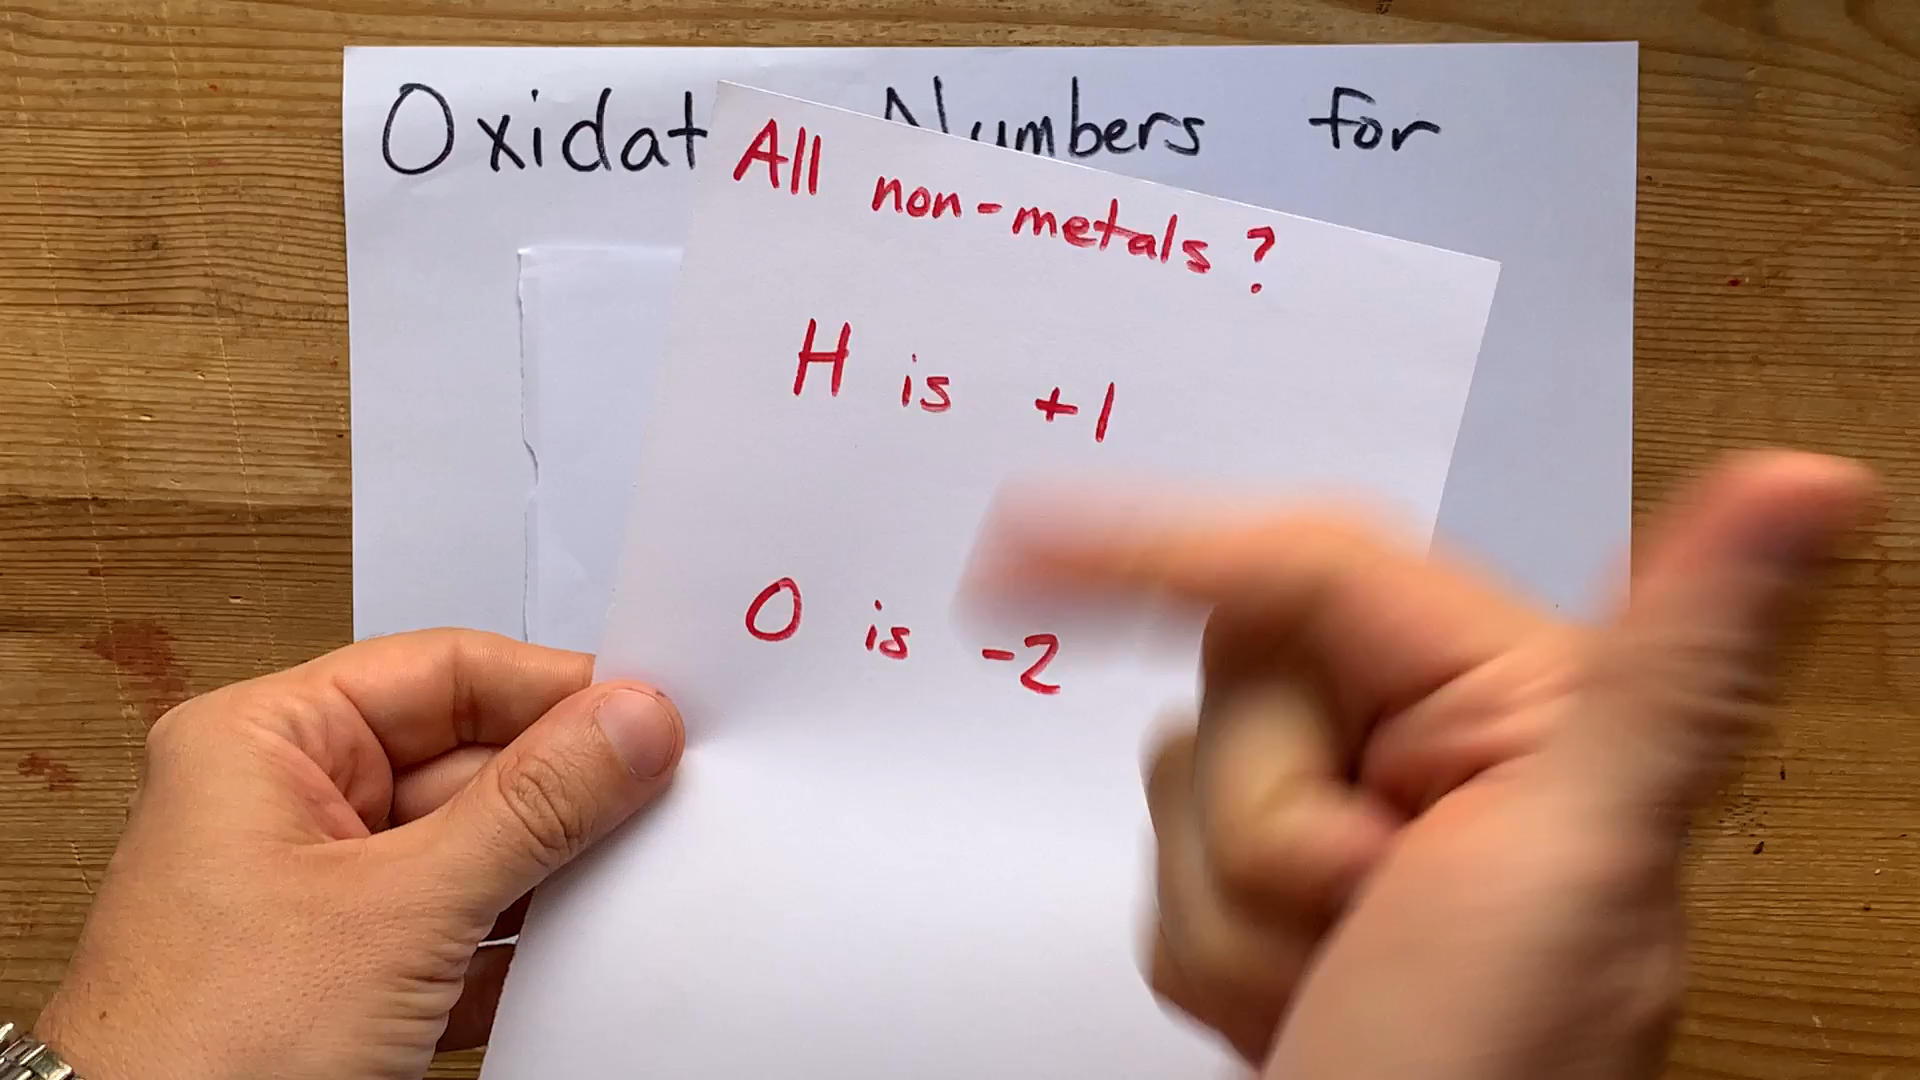 Oxidat Numbers for
All non-metals?
H is +1
O is -2